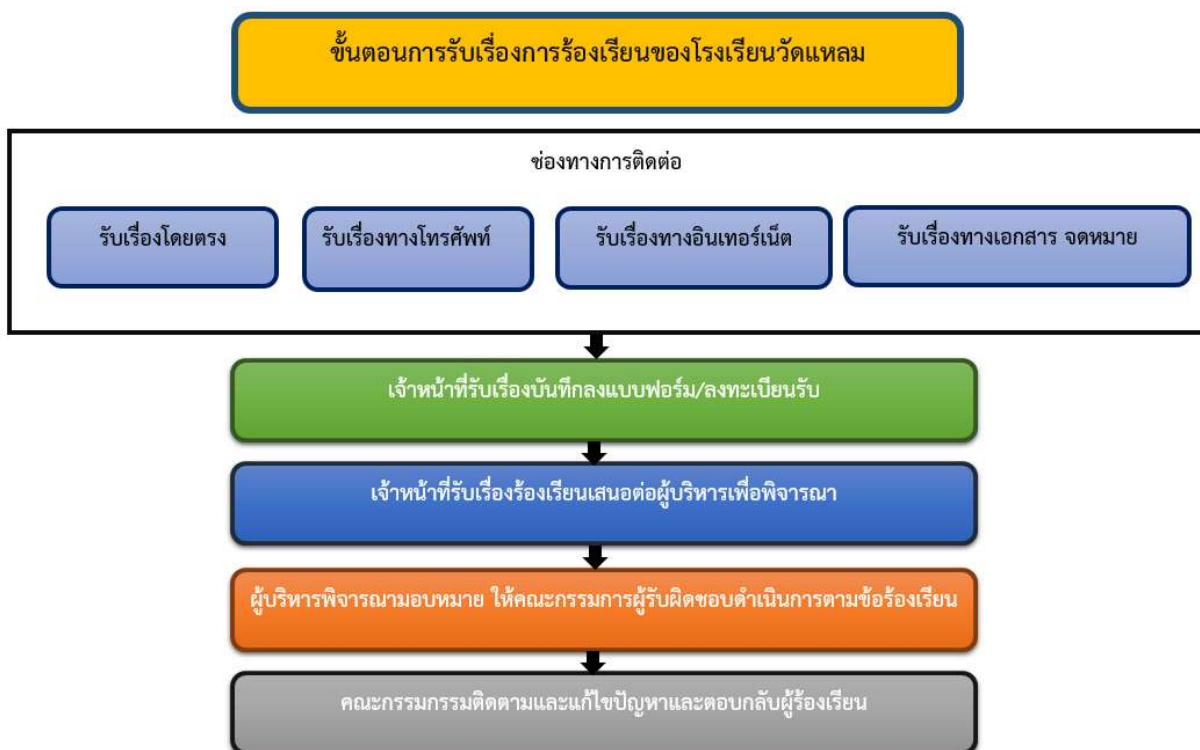 ขั้นตอนการรับเรื่องการร้องเรียนของโรงเรียนวัดแหลม
ช่องทางการติดต่อ
รับเรื่องโดยตรง
รับเรื่องทางโทรศัพท์
รับเรื่องทางอินเทอร์เน็ต
รับเรื่องทางเอกสาร จดหมาย
เจ้าหน้าที่รับเรื่องบันทึกลงแบบฟอร์ม/ลงทะเบียนรับ
เจ้าหน้าที่รับเรื่องร้องเรียนเสนอต่อผู้บริหารเพื่อพิจารณา
ผู้บริหารพิจารณามอบหมาย ให้คณะกรรมการผู้รับผิดชอบดำเนินการตามข้อร้องเรียน
คณะกรรมกรรมติดตามและแก้ไขปัญหาและตอบกลับผู้ร้องเรียน